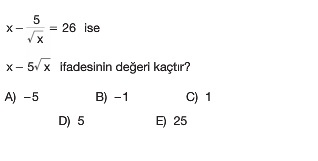 x − 5/√x = 26 ise
x − 5√x ifadesinin değeri kaçtır?
A) −5 B) −1 C) 1
D) 5 E) 25